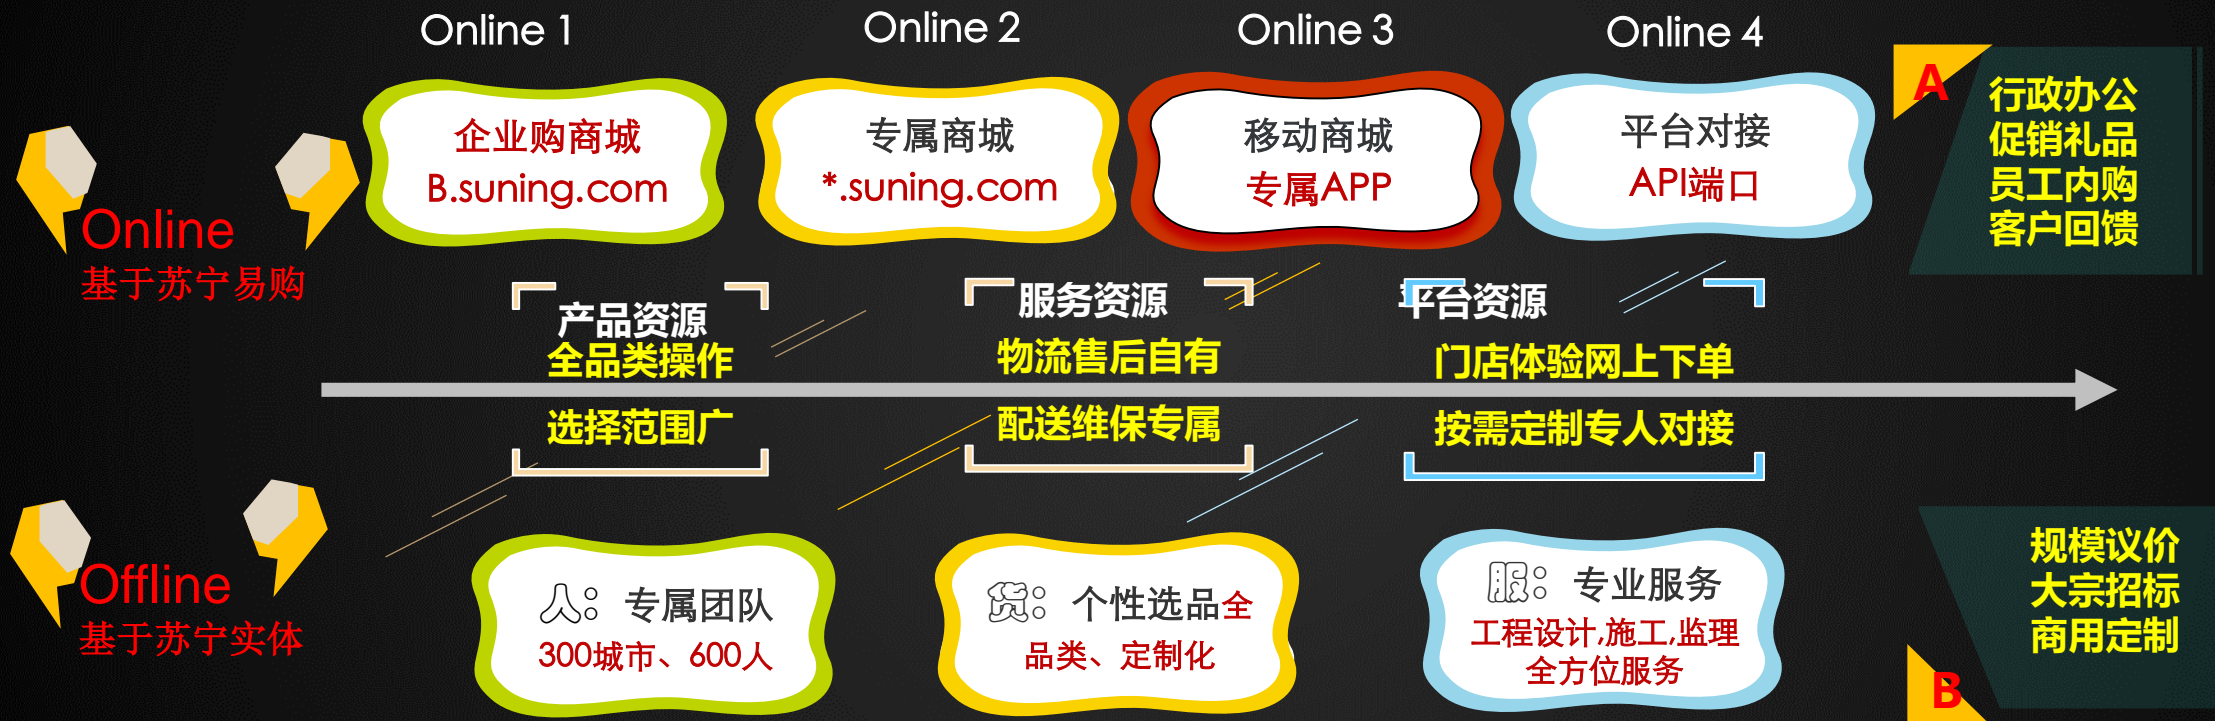 Online 1
Online 2
Online 3
Online 4
企业购商城
B.suning.com
专属商城
*.suning.com
移动商城
专属APP
平台对接
API端口
A
行政办公
促销礼品
员工内购
客户回馈
Online
基于苏宁易购
产品资源
全品类操作
选择范围广
服务资源
物流售后自有
配送维保专属
平台资源
门店体验网上下单
按需定制专人对接
Offline
基于苏宁实体
人：专属团队
300城市、600人
货：个性选品全
品类、定制化
服：专业服务
工程设计,施工,监理
全方位服务
规模议价
大宗招标
商用定制
B